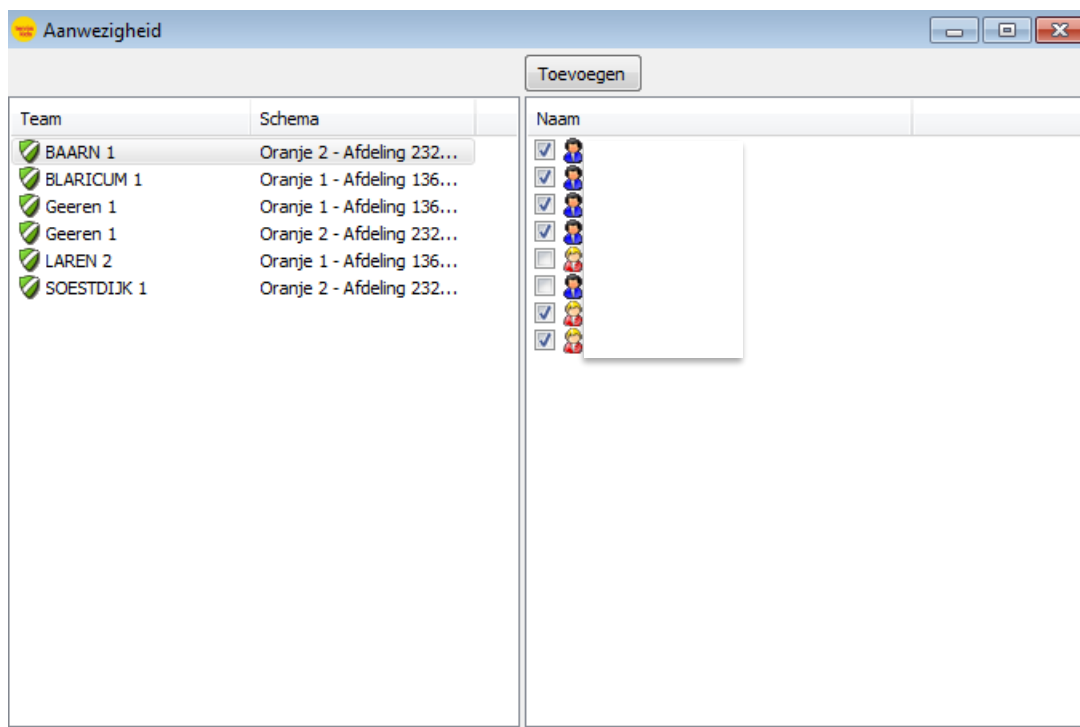 Aanwezigheid
Toevoegen
Team Schema Naam
BAARN 1 Oranje 2 - Afdeling 232...
BLARICUM 1 Oranje 1 - Afdeling 136...
Geeren 1 Oranje 1 - Afdeling 136...
Geeren 1 Oranje 2 - Afdeling 232...
LAREN 2 Oranje 1 - Afdeling 136...
SOESTDIJK 1 Oranje 2 - Afdeling 232...